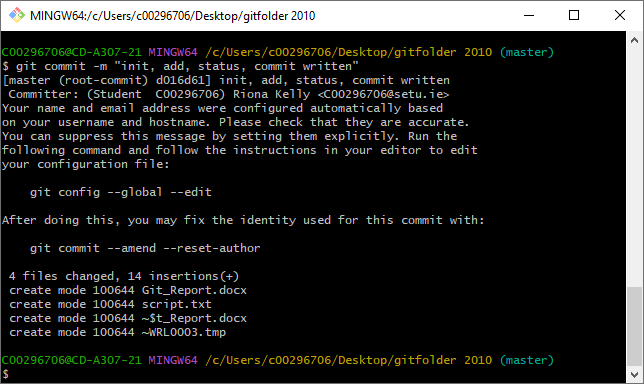 MINGW64:/c/Users/c00296706/Desktop/gitfolder 2010
C00296706@CD-A307-21 MINGW64 /c/Users/c00296706/Desktop/gitfolder 2010 (master)
$ git commit -m "init, add, status, commit written"
[master (root-commit) d016d61] init, add, status, commit written
 Committer: (Student  C00296706) Riona Kelly <C00296706@setu.ie>
Your name and email address were configured automatically based
on your username and hostname. Please check that they are accurate.
You can suppress this message by setting them explicitly. Run the
following command and follow the instructions in your editor to edit
your configuration file:

    git config --global --edit

After doing this, you may fix the identity used for this commit with:

    git commit --amend --reset-author

 4 files changed, 14 insertions(+)
 create mode 100644 Git_Report.docx
 create mode 100644 script.txt
 create mode 100644 ~$t_Report.docx
 create mode 100644 ~WRL0003.tmp

C00296706@CD-A307-21 MINGW64 /c/Users/c00296706/Desktop/gitfolder 2010 (master)
$